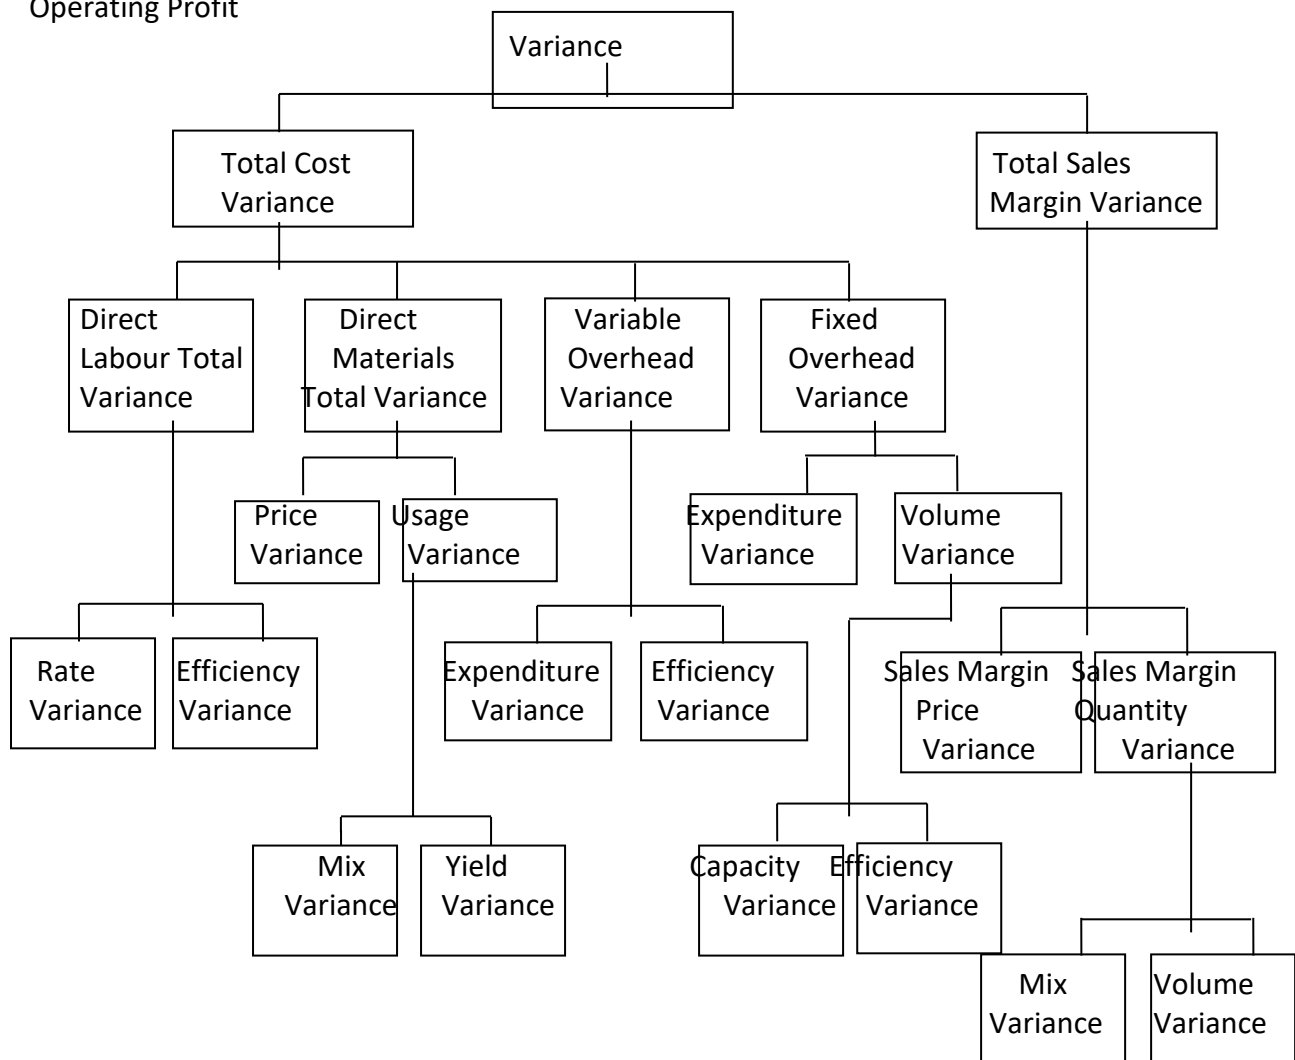 Operating Profit
Variance
Total Cost
Variance
Total Sales
Margin Variance
Direct
Labour Total
Variance
Direct
Materials
Total Variance
Variable
Overhead
Variance
Fixed
Overhead
Variance
Price
Variance
Usage
Variance
Expenditure
Variance
Volume
Variance
Rate
Variance
Efficiency
Variance
Expenditure
Variance
Efficiency
Variance
Sales Margin
Price
Variance
Sales Margin
Quantity
Variance
Mix
Variance
Yield
Variance
Capacity
Variance
Efficiency
Variance
Mix
Variance
Volume
Variance